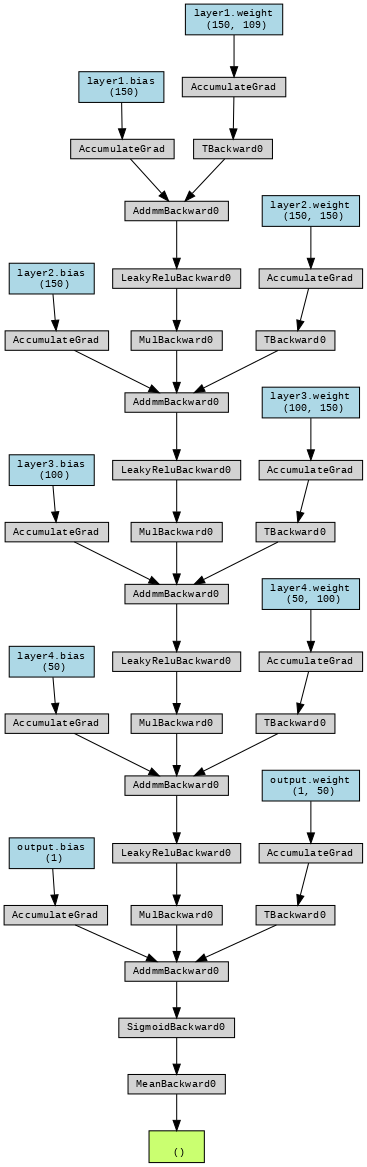 layer1.weight
(150, 109)
layer1.bias
(150)
AccumulateGrad
AccumulateGrad
TBackward0
AddmmBackward0
layer2.weight
(150, 150)
layer2.bias
(150)
LeakyReluBackward0
AccumulateGrad
AccumulateGrad
MulBackward0
TBackward0
AddmmBackward0
layer3.weight
(100, 150)
layer3.bias
(100)
LeakyReluBackward0
AccumulateGrad
AccumulateGrad
MulBackward0
TBackward0
AddmmBackward0
layer4.weight
(50, 100)
layer4.bias
(50)
LeakyReluBackward0
AccumulateGrad
AccumulateGrad
MulBackward0
TBackward0
AddmmBackward0
output.weight
(1, 50)
output.bias
(1)
LeakyReluBackward0
AccumulateGrad
AccumulateGrad
MulBackward0
TBackward0
AddmmBackward0
SigmoidBackward0
MeanBackward0
()